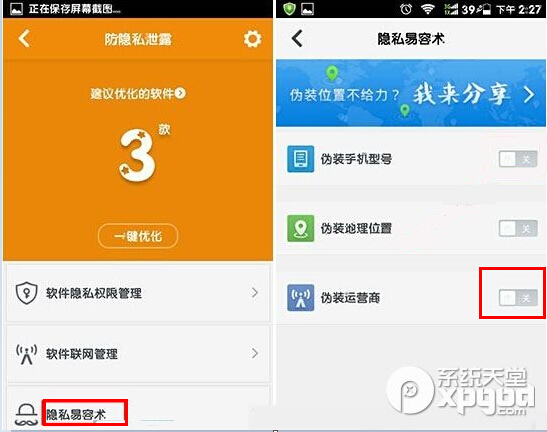 正在保存屏幕截图...
防隐私泄露
建议优化的软件
3款
一键优化
软件隐私权限管理
软件联网管理
隐私易容术
39 下午 2:27
隐私易容术
伪装位置不给力？ 我来分享
伪装手机型号 关
伪装地理位置 关
伪装运营商 关
系统天堂
xpgod